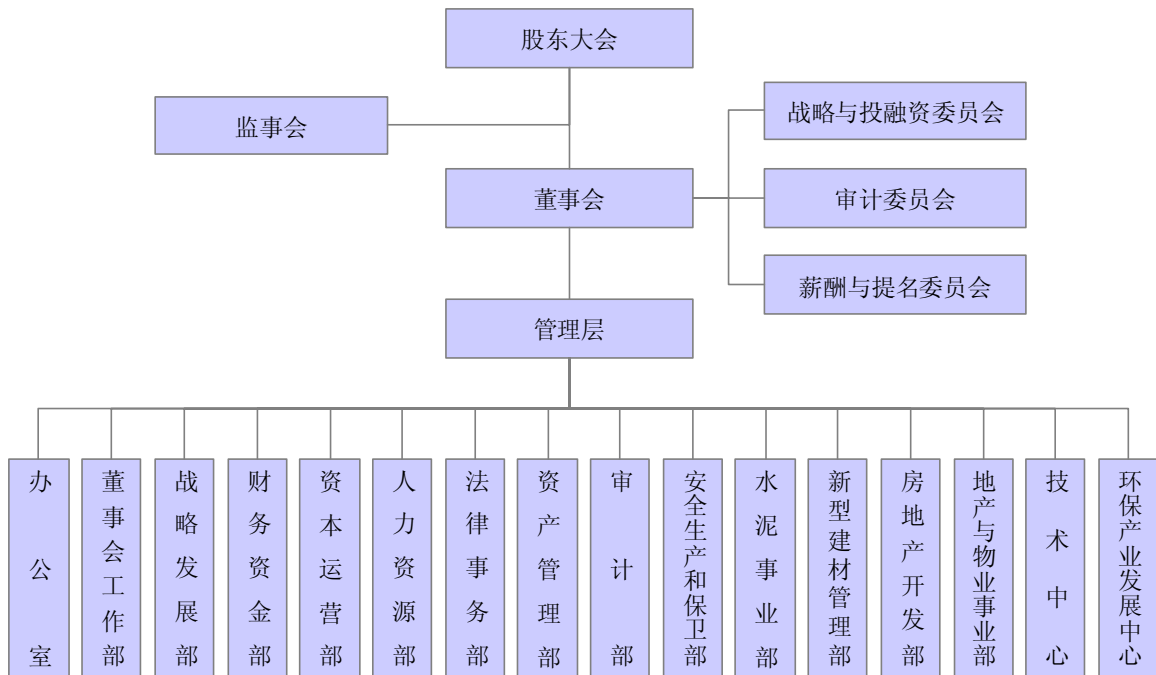 股东大会
监事会
战略与投融资委员会
董事会
审计委员会
薪酬与提名委员会
管理层
办公室
董事会工作部
战略发展部
财务资金部
资本运营部
人力资源部
法律事务部
资产管理部
审计部
安全生产和保卫部
水泥事业部
新型建材管理部
房地产开发部
地产与物业事业部
技术中心
环保产业发展中心